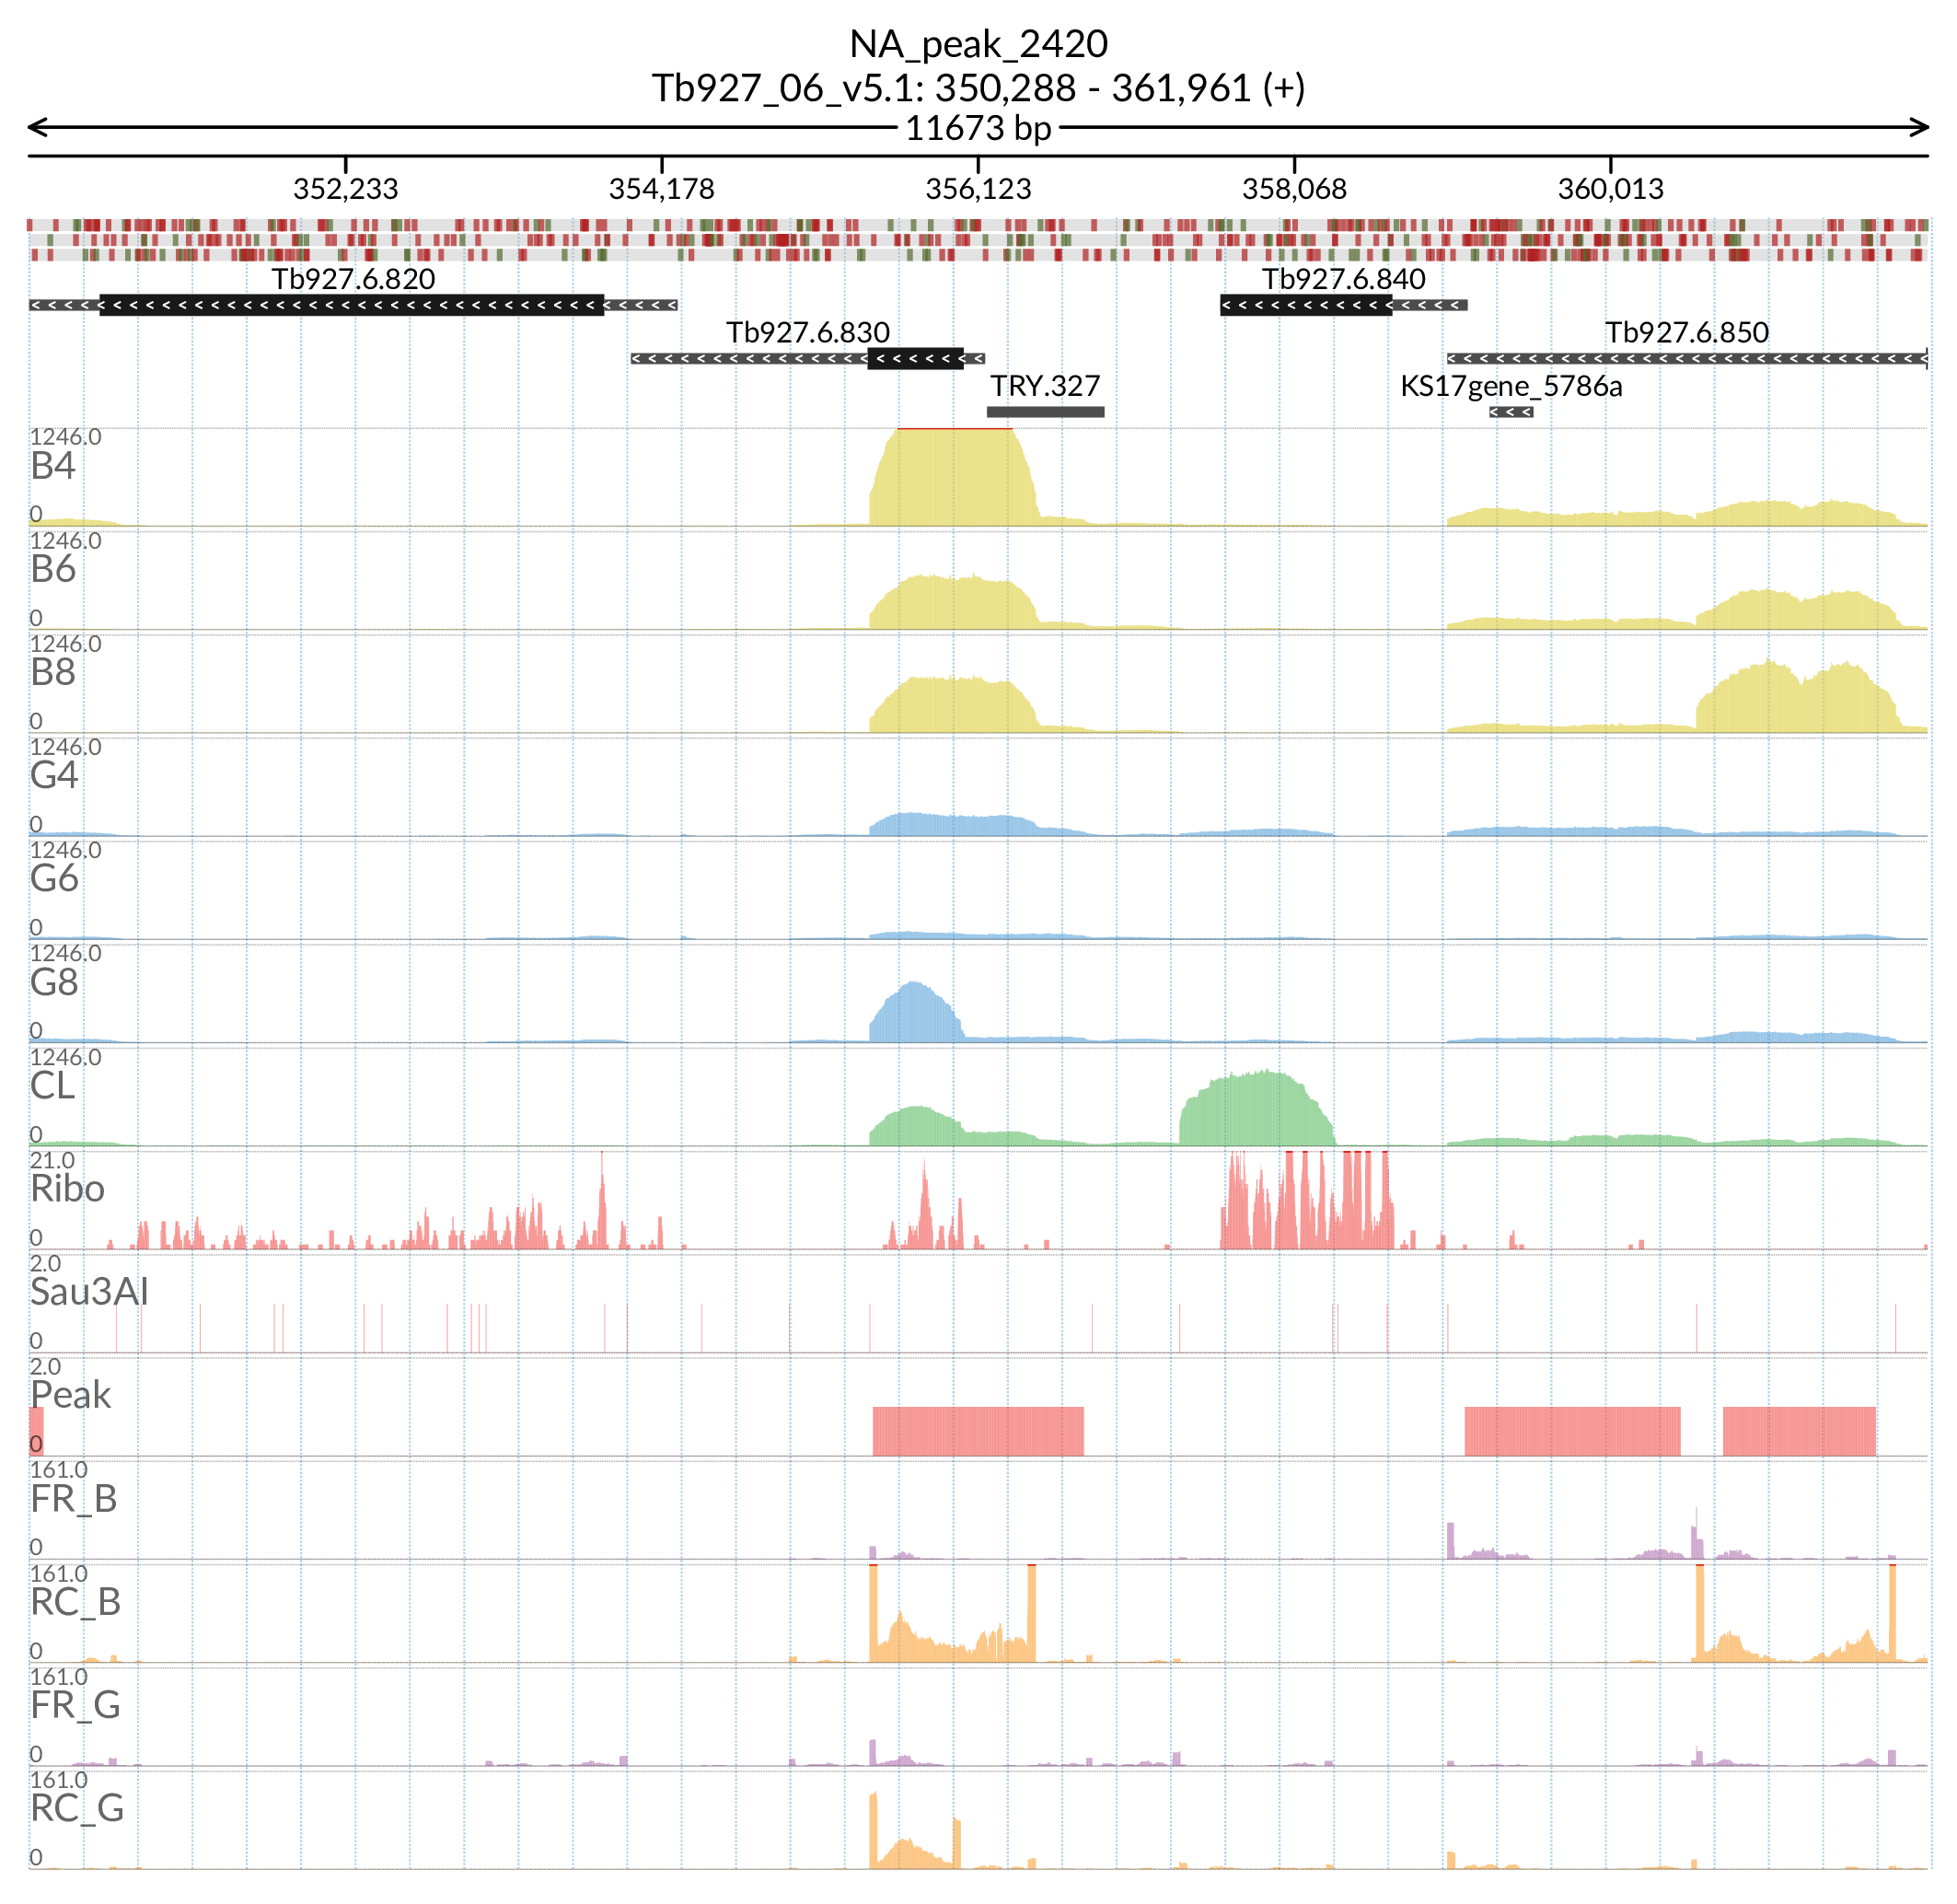 NA_peak_2420
Tb927_06_v5.1: 350,288 - 361,961 (+)
11673 bp
352,233 354,178 356,123 358,068 360,013
Tb927.6.820 Tb927.6.840
Tb927.6.830 Tb927.6.850
TRY.327 KS17gene_5786a
1246.0
B4
0
1246.0
B6
0
1246.0
B8
0
1246.0
G4
0
1246.0
G6
0
1246.0
G8
0
1246.0
CL
0
21.0
Ribo
0
2.0
Sau3AI
0
2.0
Peak
0
161.0
FR_B
0
161.0
RC_B
0
161.0
FR_G
0
161.0
RC_G
0